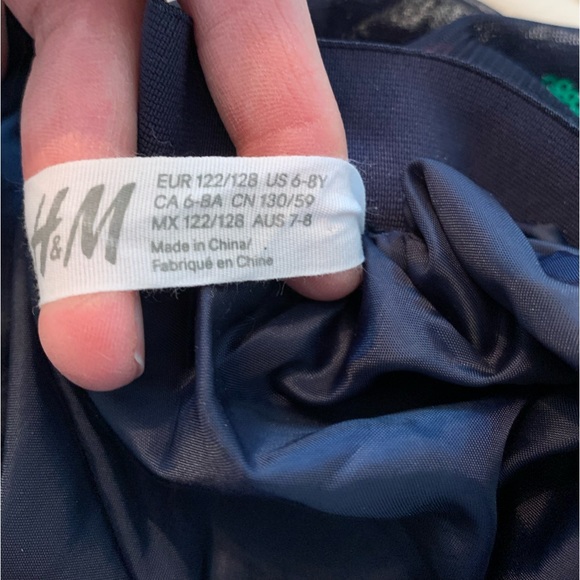 H&M
EUR 122/128 US 6-8Y
CA 6-8A CN 130/59
MX 122/128 AUS 7-8
Made in China/
Fabriqué en Chine